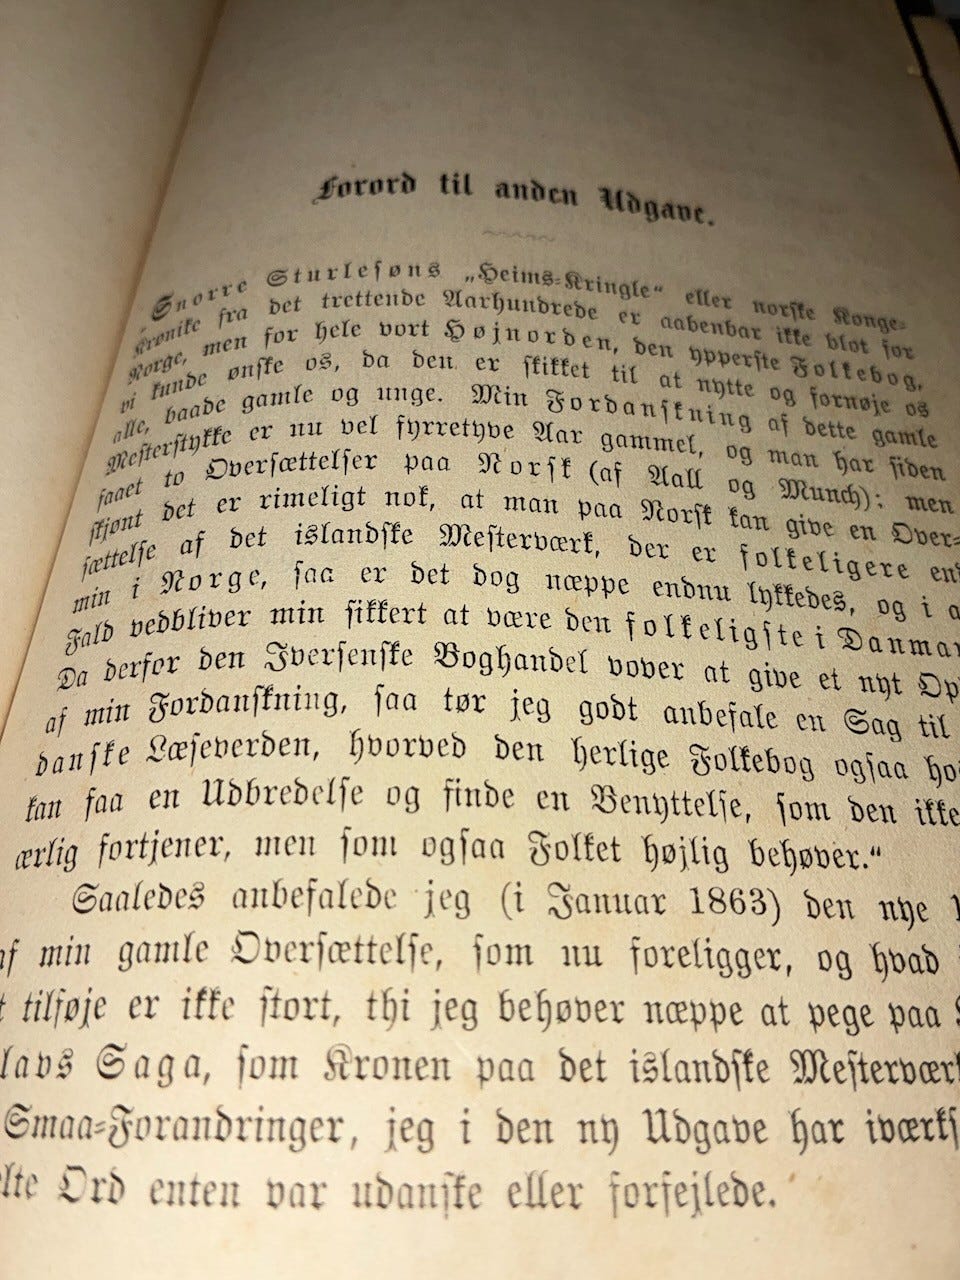 Forord til anden Udgave.
„Snorre Sturlesøns „Heims-Kringle“ eller norske Konge-
krønike fra det trettende Aarhundrede er aabenbar ikke blot for
Norge, men for hele vort Højnorden, den ypperste Folkebog,
vi kunde ønske os, da den er skikket til at nytte og fornøje os
alle, baade gamle og unge. Min Fordanskning af dette gamle
Mesterstykke er nu vel fyrretyve Aar gammel, og man har siden
faaet to Oversættelser paa Norsk (af Aall og Munch); men
skjønt det er rimeligt nok, at man paa Norsk kan give en Over-
sættelse af det islandske Mesterværk, der er folkeligere end
min i Norge, saa er det dog næppe endnu lykkedes, og i a
Fald vedbliver min sikkert at være den folkeligste i Danmar
Da derfor den Iversenske Boghandel vover at give et nyt Op
af min Fordanskning, saa tør jeg godt anbefale en Sag til
danske Læseverden, hvorved den herlige Folkebog ogsaa ho
kan faa en Udbredelse og finde en Benyttelse, som den ikke
ærlig fortjener, men som ogsaa Folket højlig behøver.“
Saaledes anbefalede jeg (i Januar 1863) den nye
af min gamle Oversættelse, som nu foreligger, og hvad
tilføje er ikke stort, thi jeg behøver næppe at pege paa
lavs Saga, som Kronen paa det islandske Mesterværk
Smaa-Forandringer, jeg i den ny Udgave har iværks
elte Ord enten var udanske eller forfejlede.